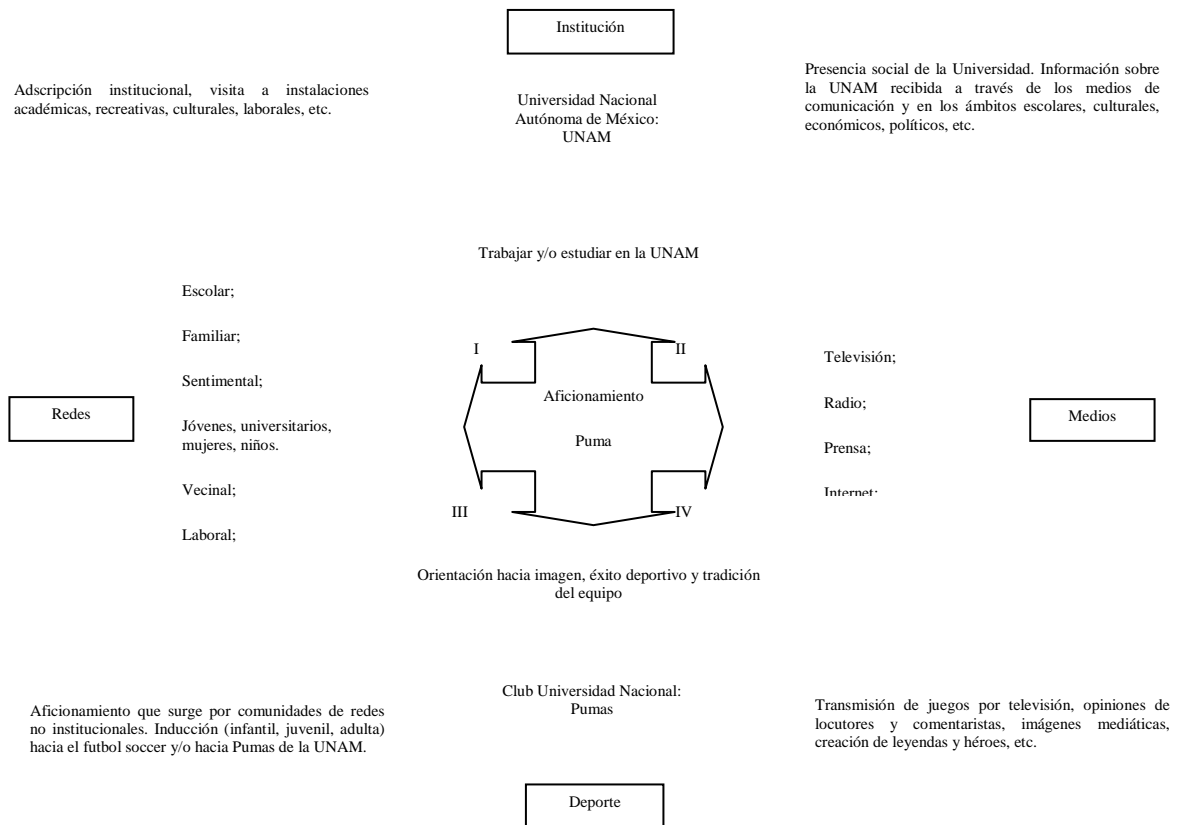 Institución
Adscripción institucional, visita a instalaciones
académicas, recreativas, culturales, laborales, etc.
Universidad Nacional
Autónoma de México:
UNAM
Presencia social de la Universidad. Información sobre
la UNAM recibida a través de los medios de
comunicación y en los ámbitos escolares, culturales,
económicos, políticos, etc.
Trabajar y/o estudiar en la UNAM
Escolar;
Familiar;
Sentimental;
Jóvenes, universitarios,
mujeres, niños.
Vecinal;
Laboral;
Redes
I
II
Aficionamiento
Puma
III
IV
Televisión;
Radio;
Prensa;
Internet;
Medios
Orientación hacia imagen, éxito deportivo y tradición
del equipo
Aficionamiento que surge por comunidades de redes
no institucionales. Inducción (infantil, juvenil, adulta)
hacia el futbol soccer y/o hacia Pumas de la UNAM.
Club Universidad Nacional:
Pumas
Transmisión de juegos por televisión, opiniones de
locutores y comentaristas, imágenes mediáticas,
creación de leyendas y héroes, etc.
Deporte